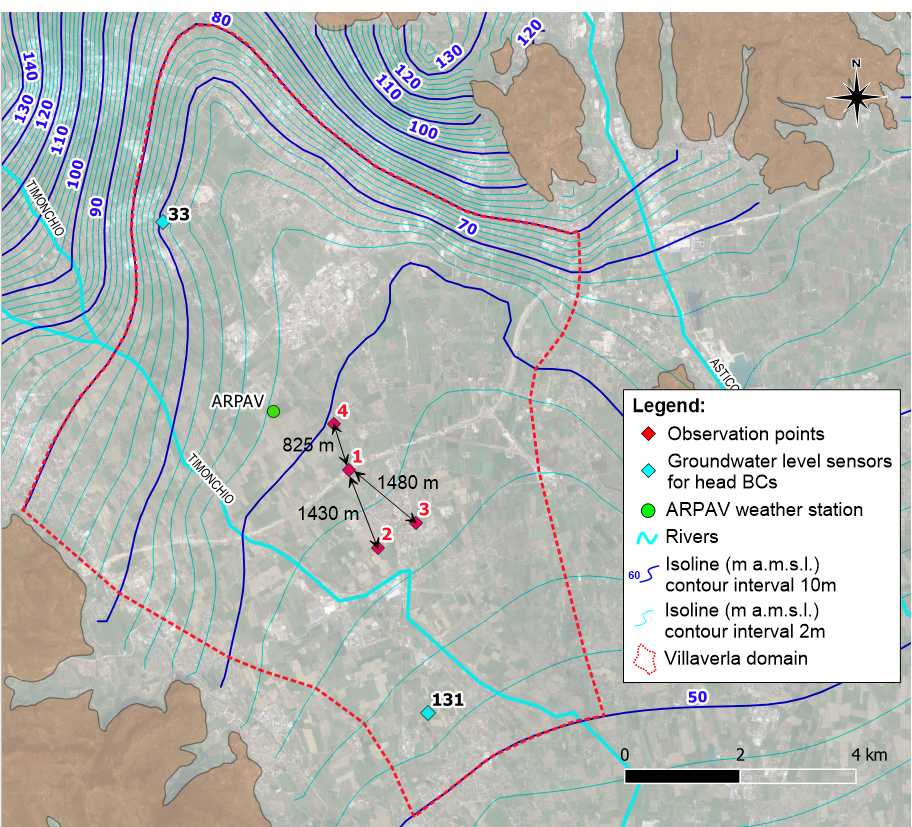 80
120
130
120
110
100
140
130
120
110
100
90
N
TIMONCHIO
33
70
ASTICO
ARPAV
4
825 m
1
1480 m
1430 m
3
2
TIMONCHIO
131
50
Legend:
Observation points
Groundwater level sensors
for head BCs
ARPAV weather station
Rivers
60
Isoline (m a.m.s.l.)
contour interval 10m
Isoline (m a.m.s.l.)
contour interval 2m
Villaverla domain
0 2 4 km